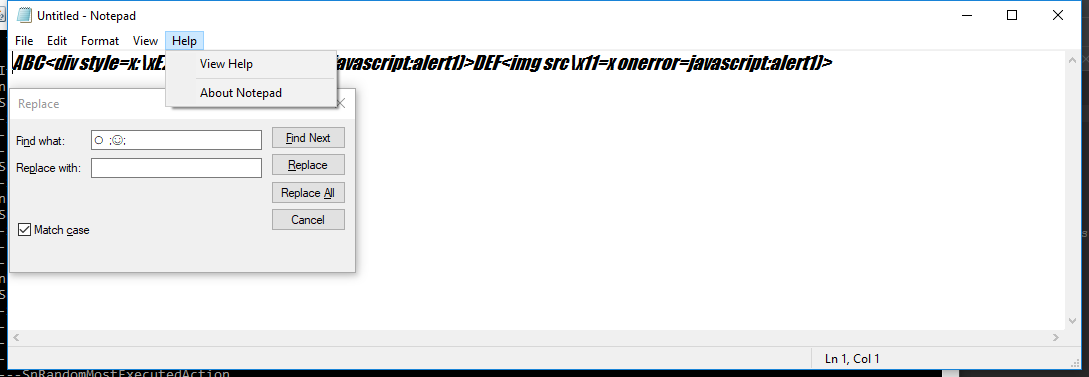 Untitled - Notepad
File Edit Format View Help
ABC<div style=x:\xE javascript:alert1)>DEF<img src\x11=x onerror=javascript:alert1)>
View Help
About Notepad
Replace
Find what: ○ ;☺;
Find Next
Replace with:
Replace
Replace All
Cancel
Match case
Ln 1, Col 1
---SnRandomMostExecutedAction